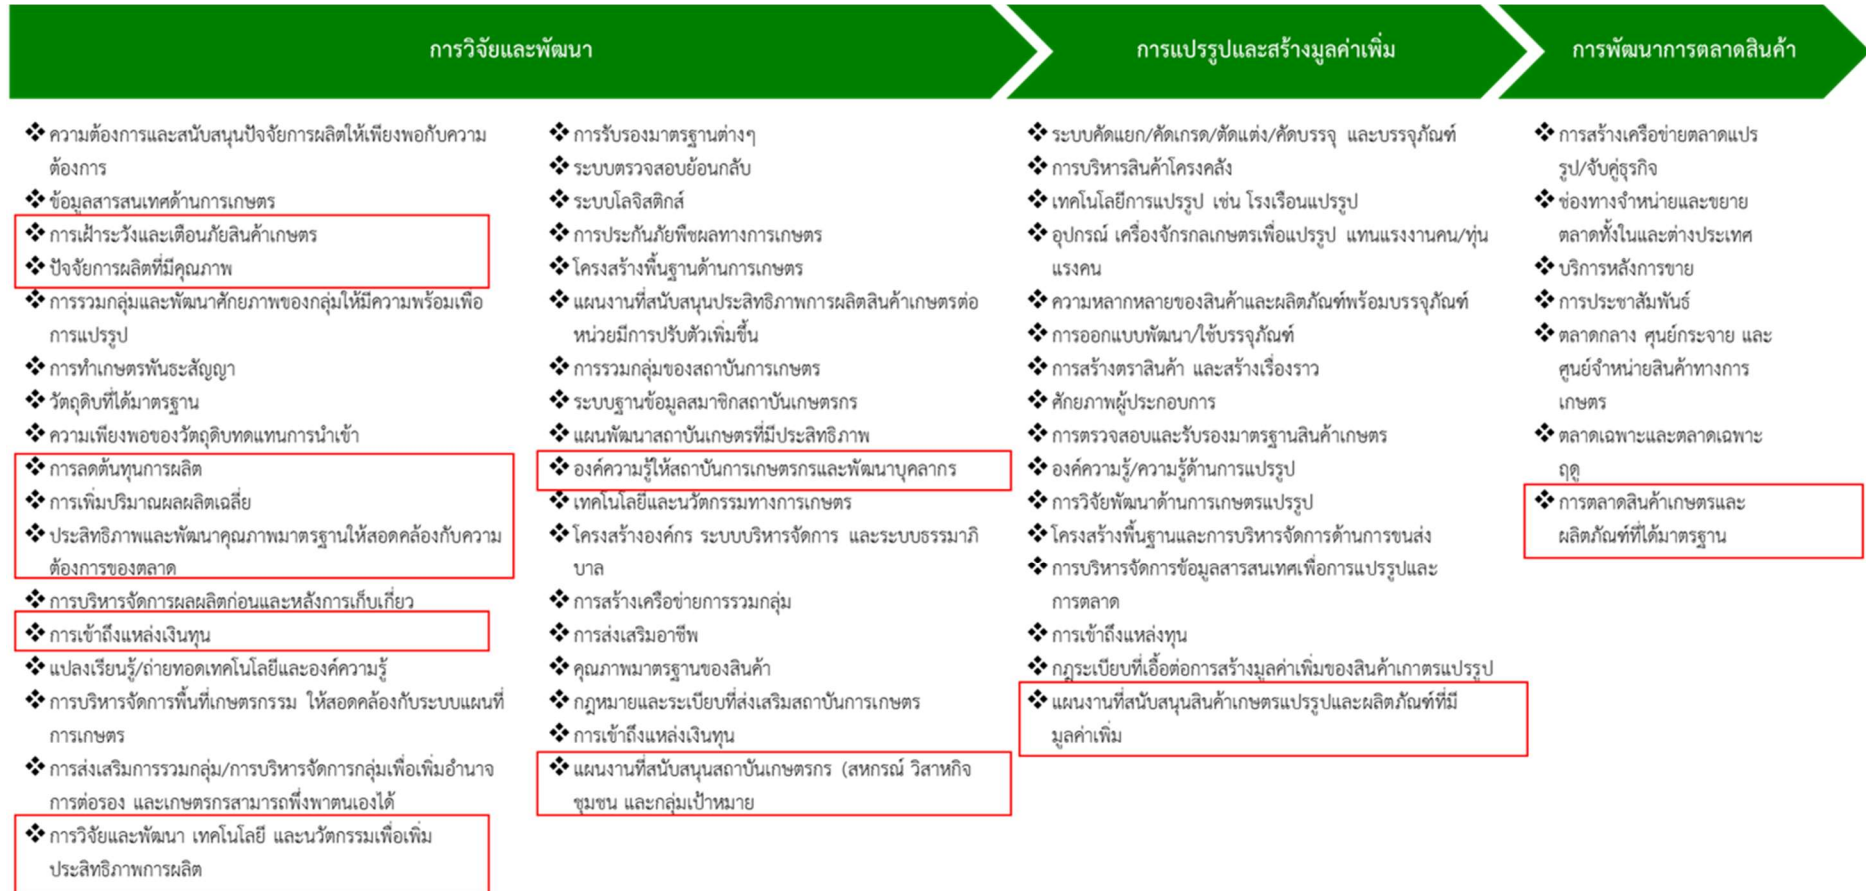 การวิจัยและพัฒนา
การแปรรูปและสร้างมูลค่าเพิ่ม
การพัฒนาการตลาดสินค้า
❖ ความต้องการและสนับสนุนปัจจัยการผลิตให้เพียงพอกับความ
ต้องการ
❖ ข้อมูลสารสนเทศด้านการเกษตร
❖ การเฝ้าระวังและเตือนภัยสินค้าเกษตร
❖ ปัจจัยการผลิตที่มีคุณภาพ
❖ การรวมกลุ่มและพัฒนาศักยภาพของกลุ่มให้มีความพร้อมเพื่อ
การแปรรูป
❖ การทำเกษตรพันธะสัญญา
❖ วัตถุดิบที่ได้มาตรฐาน
❖ ความเพียงพอของวัตถุดิบทดแทนการนำเข้า
❖ การลดต้นทุนการผลิต
❖ การเพิ่มปริมาณผลผลิตเฉลี่ย
❖ ประสิทธิภาพและพัฒนาคุณภาพมาตรฐานให้สอดคล้องกับความ
ต้องการของตลาด
❖ การบริหารจัดการผลผลิตก่อนและหลังการเก็บเกี่ยว
❖ การเข้าถึงแหล่งเงินทุน
❖ แปลงเรียนรู้/ถ่ายทอดเทคโนโลยีและองค์ความรู้
❖ การบริหารจัดการพื้นที่เกษตรกรรม ให้สอดคล้องกับระบบแผนที่
การเกษตร
❖ การส่งเสริมการรวมกลุ่ม/การบริหารจัดการกลุ่มเพื่อเพิ่มอำนาจ
การต่อรอง และเกษตรกรสามารถพึ่งพาตนเองได้
❖ การวิจัยและพัฒนา เทคโนโลยี และนวัตกรรมเพื่อเพิ่ม
ประสิทธิภาพการผลิต
❖ การรับรองมาตรฐานต่างๆ
❖ ระบบตรวจสอบย้อนกลับ
❖ ระบบโลจิสติกส์
❖ การประกันภัยพืชผลทางการเกษตร
❖ โครงสร้างพื้นฐานด้านการเกษตร
❖ แผนงานที่สนับสนุนประสิทธิภาพการผลิตสินค้าเกษตรต่อ
หน่วยมีการปรับตัวเพิ่มขึ้น
❖ การรวมกลุ่มของสถาบันการเกษตร
❖ ระบบฐานข้อมูลสมาชิกสถาบันเกษตรกร
❖ แผนพัฒนาสถาบันเกษตรที่มีประสิทธิภาพ
❖ องค์ความรู้ให้สถาบันการเกษตรกรและพัฒนาบุคลากร
❖ เทคโนโลยีและนวัตกรรมทางการเกษตร
❖ โครงสร้างองค์กร ระบบบริหารจัดการ และระบบธรรมาภิ
บาล
❖ การสร้างเครือข่ายการรวมกลุ่ม
❖ การส่งเสริมอาชีพ
❖ คุณภาพมาตรฐานของสินค้า
❖ กฎหมายและระเบียบที่ส่งเสริมสถาบันการเกษตร
❖ การเข้าถึงแหล่งเงินทุน
❖ แผนงานที่สนับสนุนสถาบันเกษตรกร (สหกรณ์ วิสาหกิจ
ชุมชน และกลุ่มเป้าหมาย
❖ ระบบคัดแยก/คัดเกรด/ตัดแต่ง/คัดบรรจุ และบรรจุภัณฑ์
❖ การบริหารสินค้าโครงคลัง
❖ เทคโนโลยีการแปรรูป เช่น โรงเรือนแปรรูป
❖ อุปกรณ์ เครื่องจักรกลเกษตรเพื่อแปรรูป แทนแรงงานคน/ทุ่น
แรงคน
❖ ความหลากหลายของสินค้าและผลิตภัณฑ์พร้อมบรรจุภัณฑ์
❖ การออกแบบพัฒนา/ใช้บรรจุภัณฑ์
❖ การสร้างตราสินค้า และสร้างเรื่องราว
❖ ศักยภาพผู้ประกอบการ
❖ การตรวจสอบและรับรองมาตรฐานสินค้าเกษตร
❖ องค์ความรู้/ความรู้ด้านการแปรรูป
❖ การวิจัยพัฒนาด้านการเกษตรแปรรูป
❖ โครงสร้างพื้นฐานและการบริหารจัดการด้านการขนส่ง
❖ การบริหารจัดการข้อมูลสารสนเทศเพื่อการแปรรูปและ
การตลาด
❖ การเข้าถึงแหล่งทุน
❖ กฎระเบียบที่เอื้อต่อการสร้างมูลค่าเพิ่มของสินค้าเกาตรแปรรูป
❖ แผนงานที่สนับสนุนสินค้าเกษตรแปรรูปและผลิตภัณฑ์ที่มี
มูลค่าเพิ่ม
❖ การสร้างเครือข่ายตลาดแปร
รูป/จับคู่ธุรกิจ
❖ ช่องทางจำหน่ายและขยาย
ตลาดทั้งในและต่างประเทศ
❖ บริการหลังการขาย
❖ การประชาสัมพันธ์
❖ ตลาดกลาง ศุนย์กระจาย และ
ศูนย์จำหน่ายสินค้าทางการ
เกษตร
❖ ตลาดเฉพาะและตลาดเฉพาะ
ฤดู
❖ การตลาดสินค้าเกษตรและ
ผลิตภัณฑ์ที่ได้มาตรฐาน